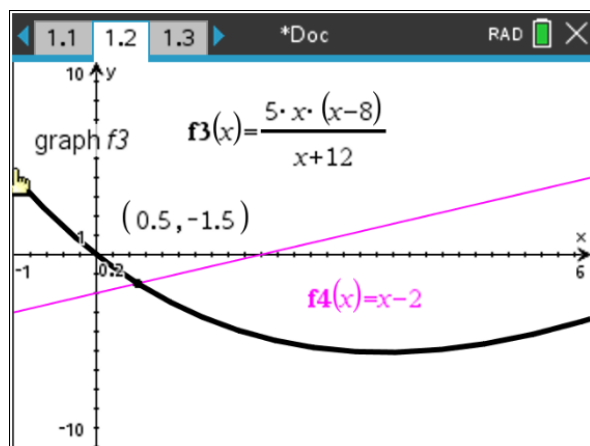 1.1 1.2 1.3 *Doc RAD
10 y
f3(x)=5·x·(x-8)/x+12
graph f3
(0.5,-1.5)
1
x
-1 0.2 6
f4(x)=x-2
-10